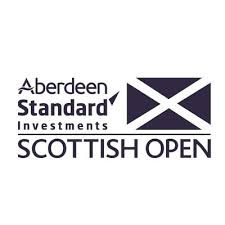 Aberdeen
Standard
Investments
SCOTTISH OPEN